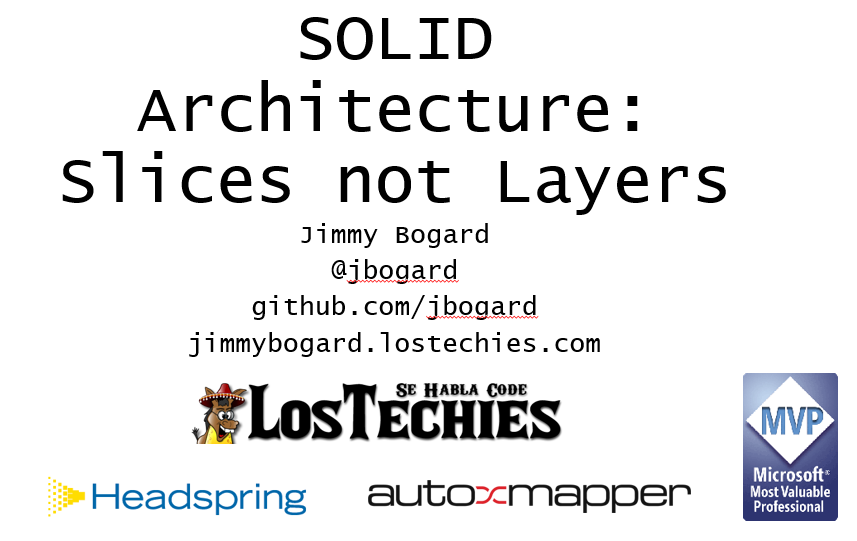 SOLID
Architecture:
Slices not Layers
Jimmy Bogard
@jbogard
github.com/jbogard
jimmybogard.lostechies.com
SE HABLA CODE
LOSTECHIES
Headspring
automapper
MVP
Microsoft®
Most Valuable
Professional